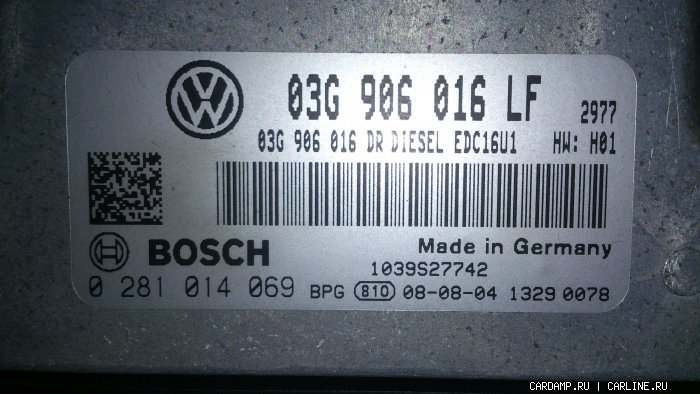 03G 906 016 LF 2977
03G 906 016 DR DIESEL EDC16U1 HW: H01
BOSCH Made in Germany
1039S27742
0 281 014 069 BPG 810 08-08-04 1329 0078
CARDAMP.RU | CARLINE.RU